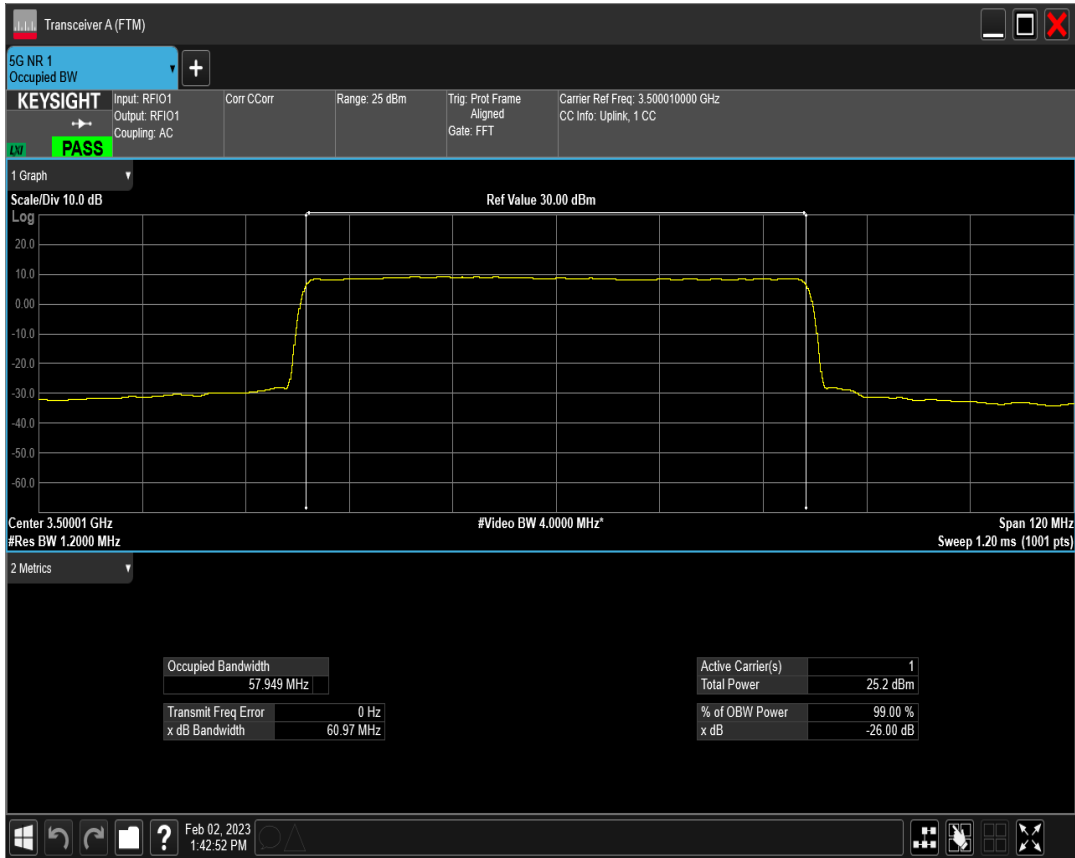 Transceiver A (FTM)
5G NR 1
Occupied BW
+
KEYSIGHT
LXI PASS
Input: RFIO1
Output: RFIO1
Coupling: AC
Corr CCorr
Range: 25 dBm
Trig: Prot Frame
Aligned
Gate: FFT
Carrier Ref Freq: 3.500010000 GHz
CC Info: Uplink, 1 CC
1 Graph
Scale/Div 10.0 dB
Ref Value 30.00 dBm
Log
20.0
10.0
0.00
-10.0
-20.0
-30.0
-40.0
-50.0
-60.0
Center 3.50001 GHz
#Video BW 4.0000 MHz*
Span 120 MHz
#Res BW 1.2000 MHz
Sweep 1.20 ms (1001 pts)
2 Metrics
Occupied Bandwidth
57.949 MHz
Transmit Freq Error 0 Hz
x dB Bandwidth 60.97 MHz
Active Carrier(s) 1
Total Power 25.2 dBm
% of OBW Power 99.00 %
x dB -26.00 dB
?
Feb 02, 2023
1:42:52 PM